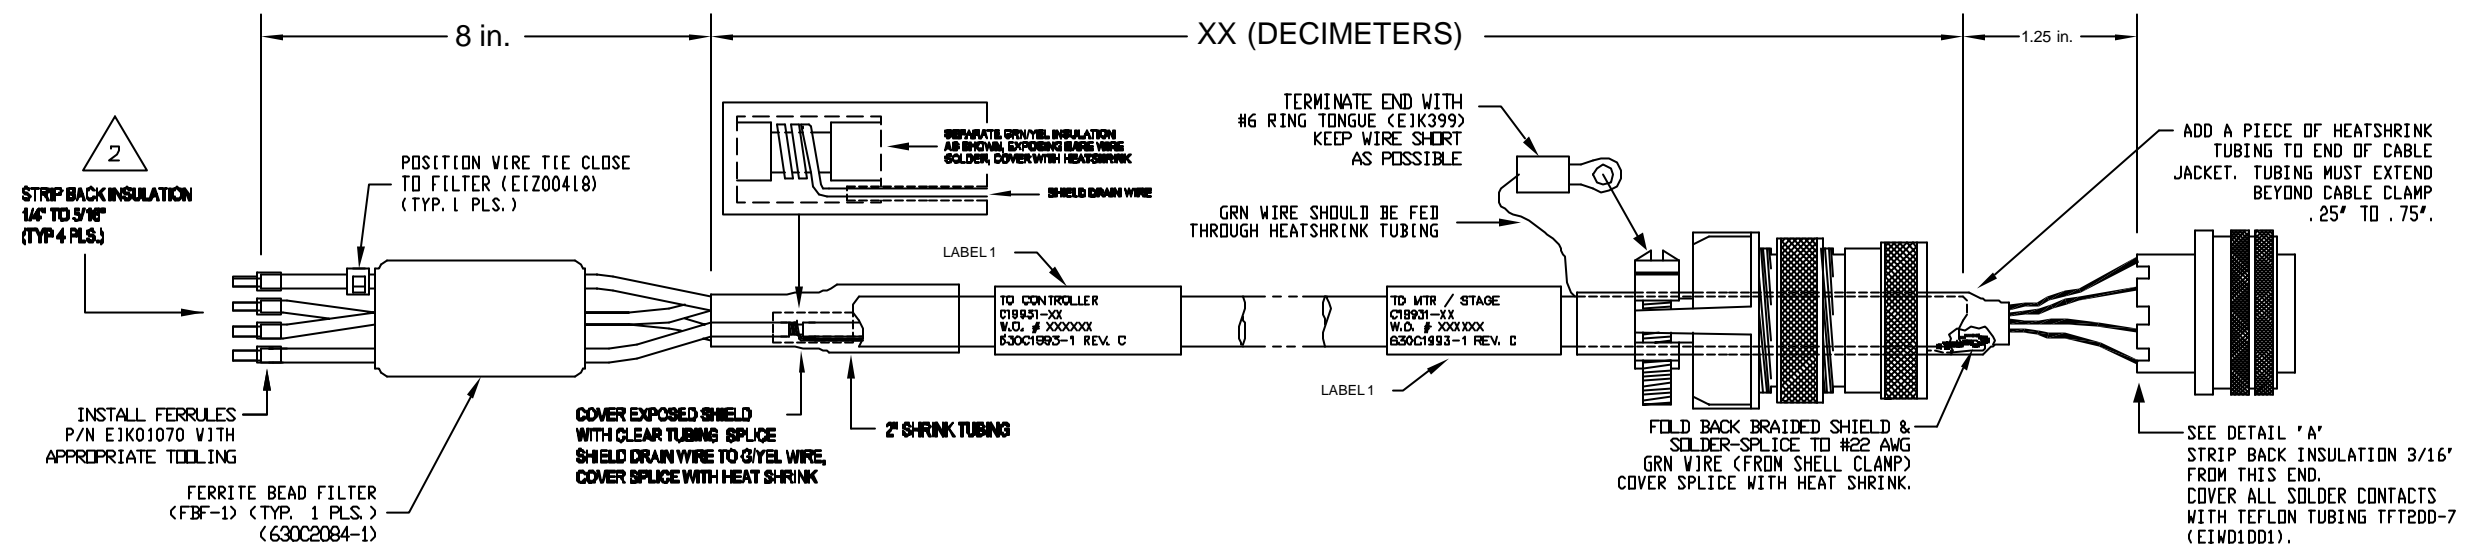 8 in.
XX (DECIMETERS)
1.25 in.
2
STRIP BACK INSULATION
1/4" TO 5/16"
(TYP 4 PLS.)
POSITION WIRE TIE CLOSE
TO FILTER (EIZ00418)
(TYP. 1 PLS.)
SEPARATE GRN/YEL INSULATION
AS SHOWN, EXPOSING BARE WIRE
SOLDER, COVER WITH HEATSHRINK
SHIELD DRAIN WIRE
TERMINATE END WITH
#6 RING TONGUE (EIK399)
KEEP WIRE SHORT
AS POSSIBLE
GRN WIRE SHOULD BE FED
THROUGH HEATSHRINK TUBING
ADD A PIECE OF HEATSHRINK
TUBING TO END OF CABLE
JACKET. TUBING MUST EXTEND
BEYOND CABLE CLAMP
.25" TO .75".
LABEL 1
TO CONTROLLER
C19931-XX
W.O. # XXXXXX
630C1993-1 REV. C
TO MTR / STAGE
C19931-XX
W.O. # XXXXXX
630C1993-1 REV. C
LABEL 1
INSTALL FERRULES
P/N EIK01070 WITH
APPROPRIATE TOOLING
FERRITE BEAD FILTER
(FBF-1) (TYP. 1 PLS.)
(630C2084-1)
COVER EXPOSED SHIELD
WITH CLEAR TUBING SPLICE
SHIELD DRAIN WIRE TO G/YEL WIRE,
COVER SPLICE WITH HEAT SHRINK
2" SHRINK TUBING
FOLD BACK BRAIDED SHIELD &
SOLDER-SPLICE TO #22 AWG
GRN WIRE (FROM SHELL CLAMP)
COVER SPLICE WITH HEAT SHRINK.
SEE DETAIL 'A'
STRIP BACK INSULATION 3/16"
FROM THIS END.
COVER ALL SOLDER CONTACTS
WITH TEFLON TUBING TFT200-7
(EIW01001).